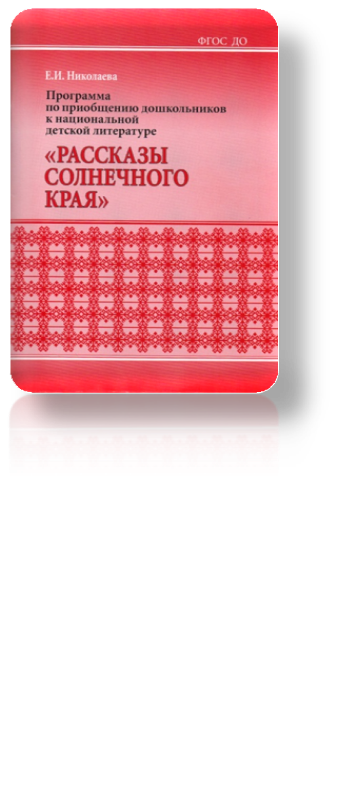 ФГОС ДО
Е.И. Николаева
Программа
по приобщению дошкольников
к национальной
детской литературе
«РАССКАЗЫ
СОЛНЕЧНОГО
КРАЯ»